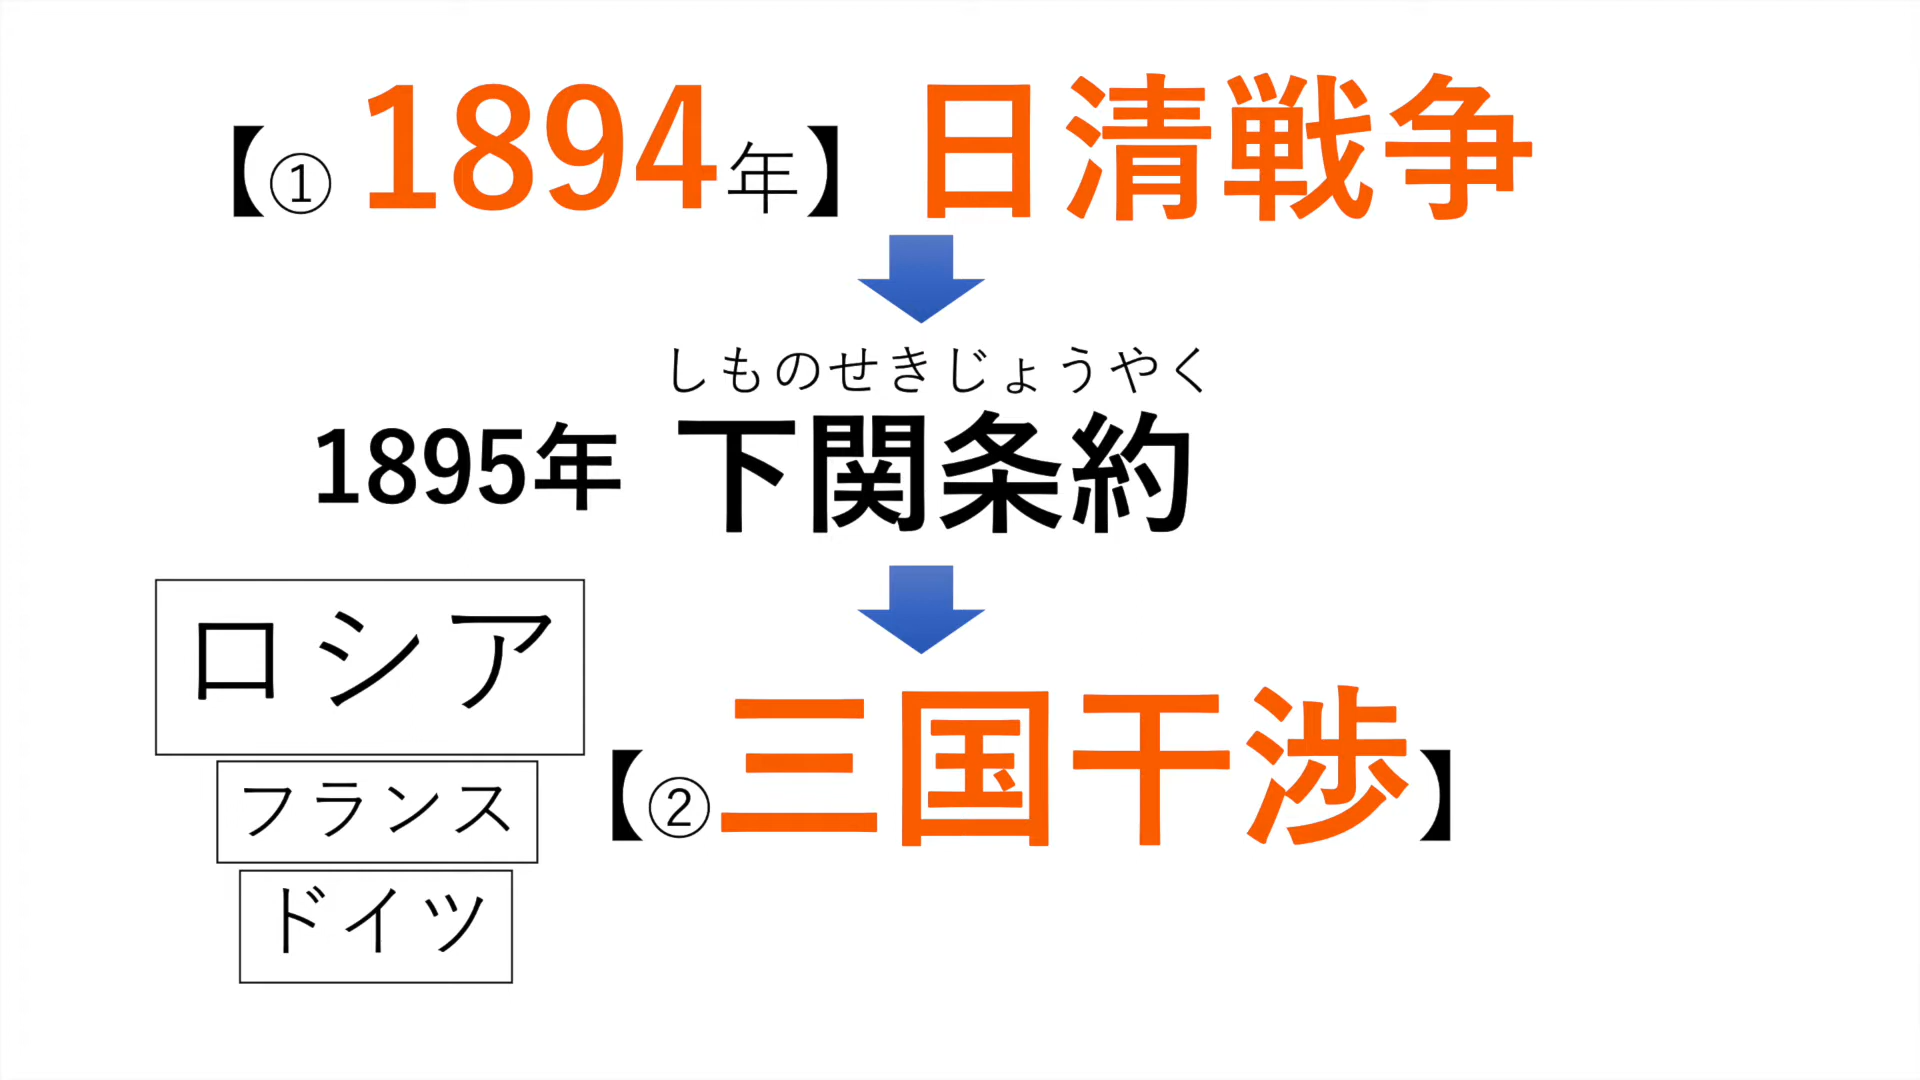 【①1894年】日清戦争
しものせきじょうやく
1895年 下関条約
ロシア
【②三国干渉】
フランス
ドイツ